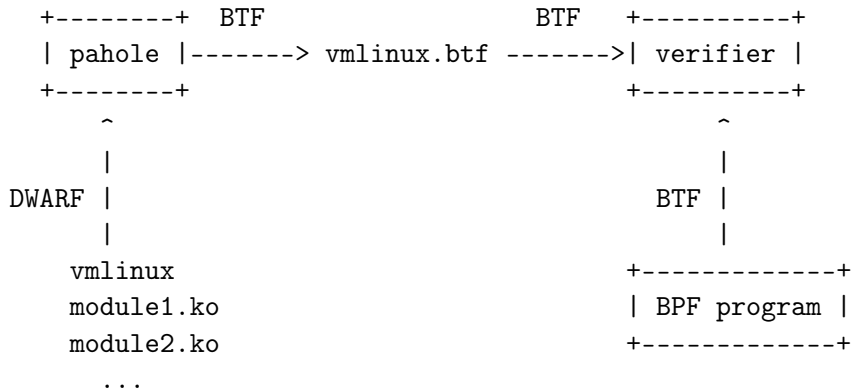 +--------+  BTF                  BTF   +----------+
| pahole |-------> vmlinux.btf ------->| verifier |
+--------+                             +----------+
^                                        ^
|                                        |
DWARF |                                    BTF |
|                                        |
vmlinux                              +-------------+
module1.ko                           | BPF program |
module2.ko                           +-------------+
...